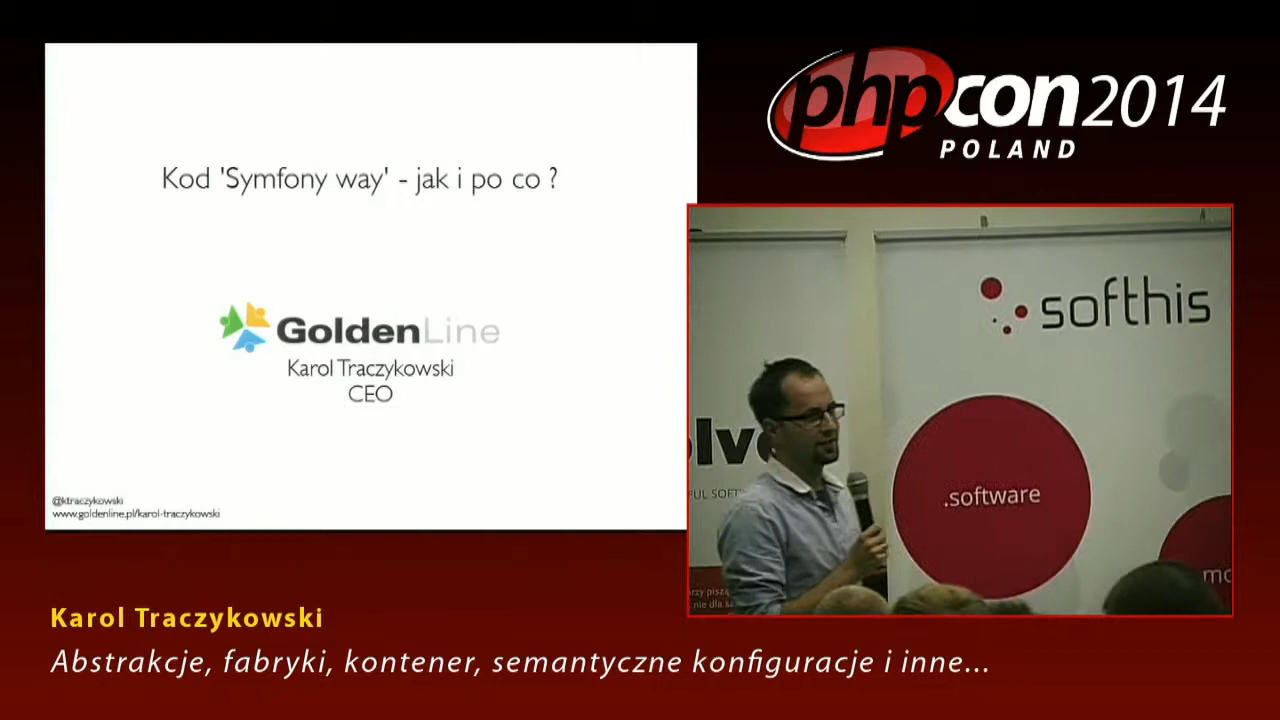 Kod 'Symfony way' - jak i po co ?
GoldenLine
Karol Traczykowski
CEO
@ktraczykowski
www.goldenline.pl/karol-traczykowski
phpcon2014
POLAND
softhis
.software
Karol Traczykowski
Abstrakcje, fabryki, kontener, semantyczne konfiguracje i inne...